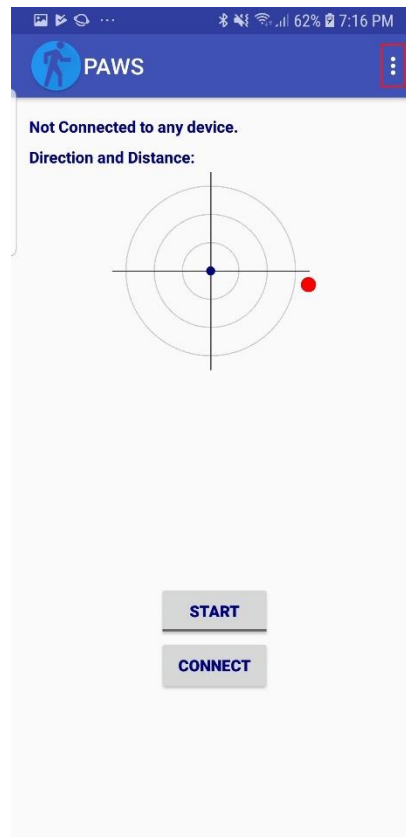 62% 7:16 PM
PAWS
Not Connected to any device.
Direction and Distance:
START
CONNECT